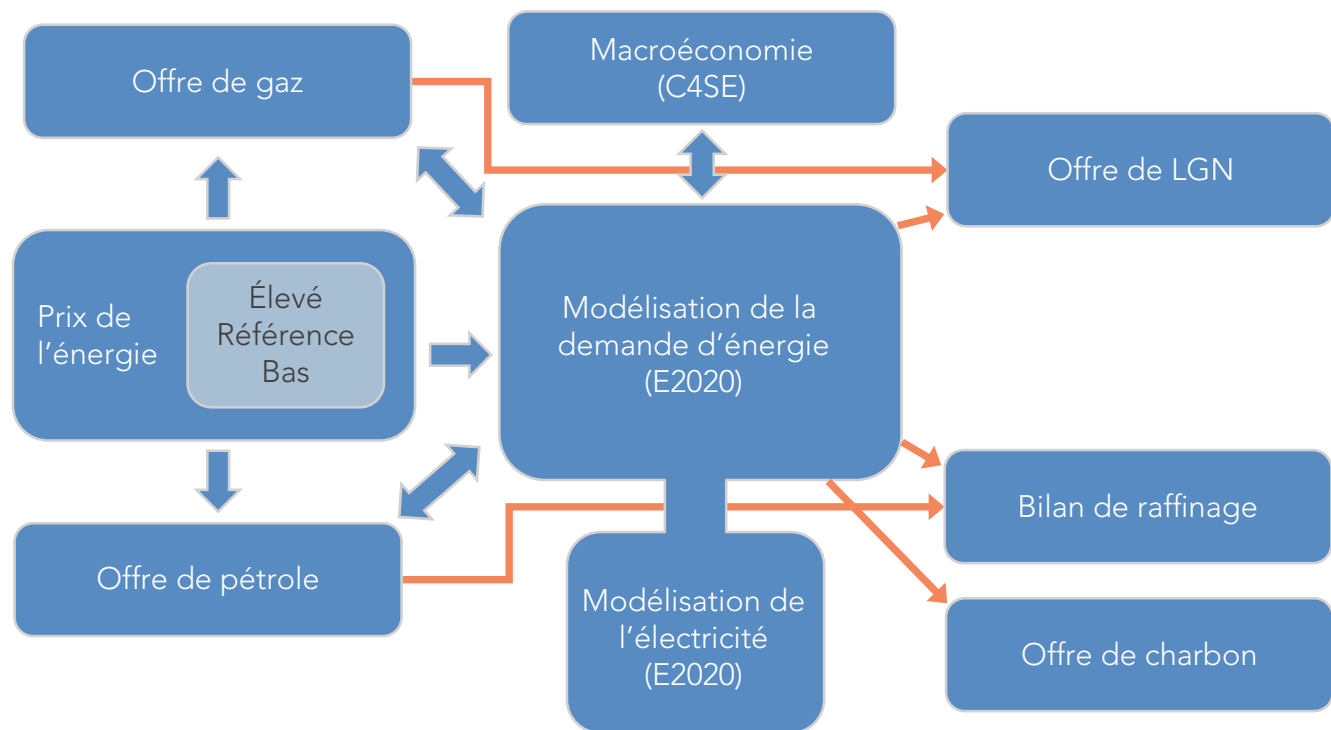 Offre de gaz
Macroéconomie
(C4SE)
Offre de LGN
Prix de
l’énergie
Élevé
Référence
Bas
Modélisation de la
demande d’énergie
(E2020)
Bilan de raffinage
Offre de pétrole
Modélisation de
l’électricité
(E2020)
Offre de charbon